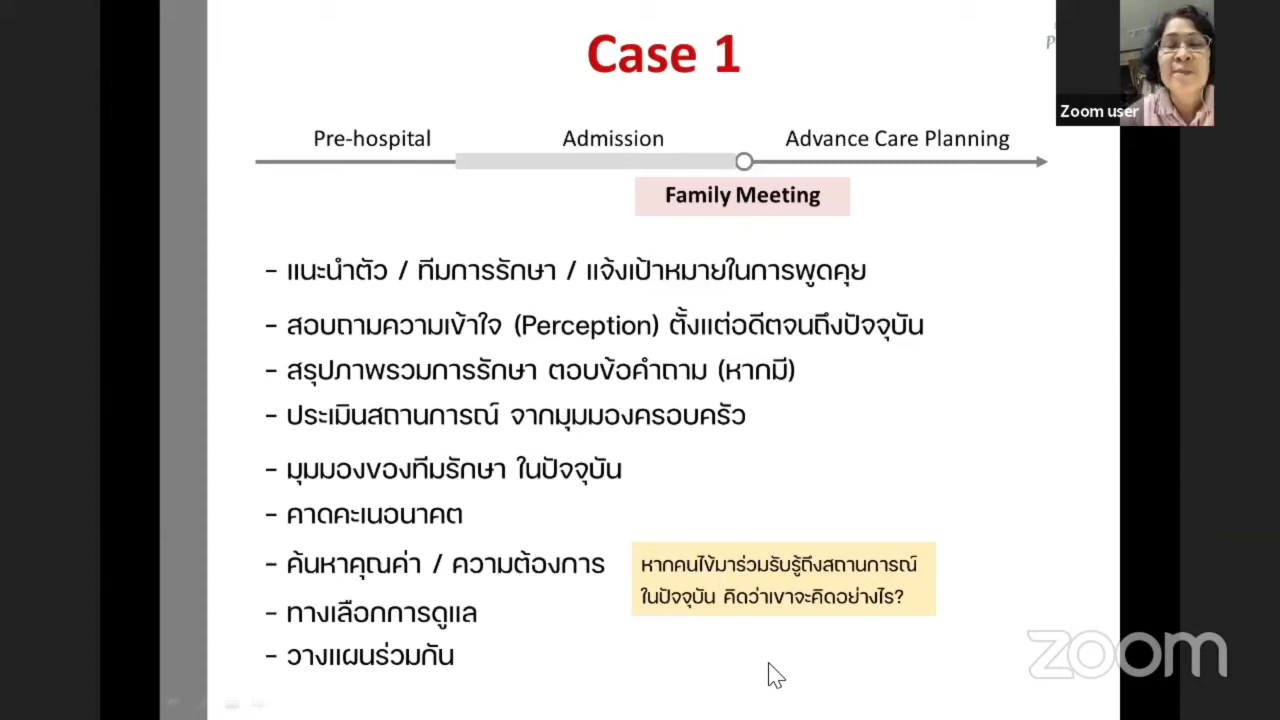 Case 1
Zoom user
Pre-hospital Admission Advance Care Planning
Family Meeting
- แนะนำตัว / ทีมการรักษา / แจ้งเป้าหมายในการพูดคุย
- สอบถามความเข้าใจ (Perception) ตั้งแต่อดีตจนถึงปัจจุบัน
- สรุปภาพรวมการรักษา ตอบข้อคำถาม (หากมี)
- ประเมินสถานการณ์ จากมุมมองครอบครัว
- มุมมองของทีมรักษา ในปัจจุบัน
- คาดคะเนอนาคต
- ค้นหาคุณค่า / ความต้องการ
หากคนไข้มาร่วมรับรู้ถึงสถานการณ์
ในปัจจุบัน คิดว่าเขาจะคิดอย่างไร?
- ทางเลือกการดูแล
- วางแผนร่วมกัน
zoom